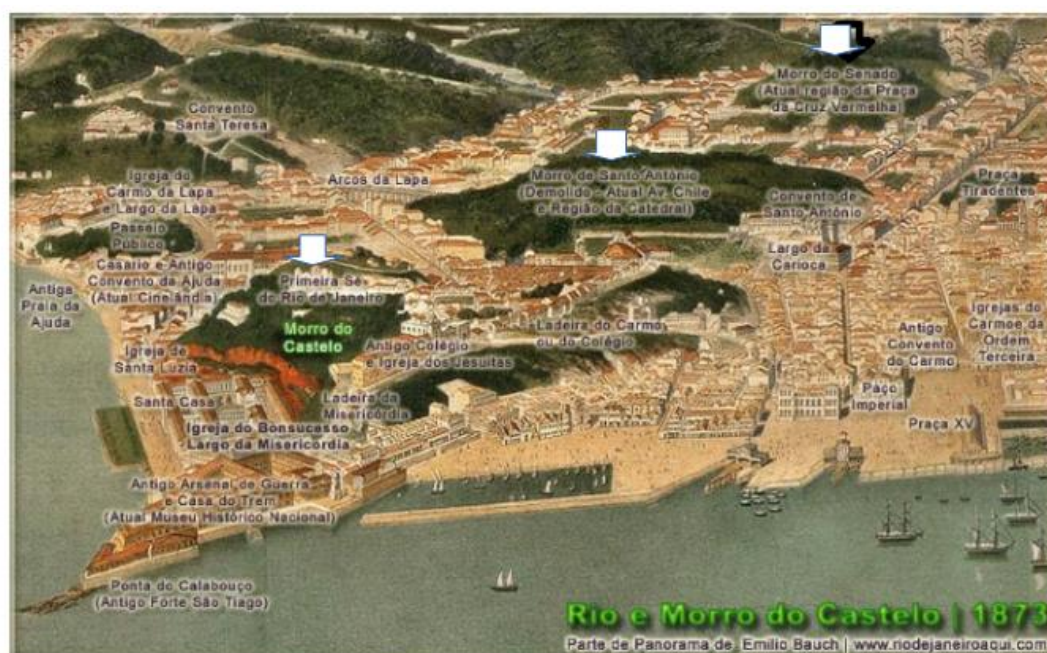 Morro do Senado
(Atual região da Praça
da Cruz Vermelha)
Convento
Santa Teresa
Igreja do
Carmo da Lapa
e Largo da Lapa
Arcos da Lapa
Morro de Santo Antônio
(Demolido - Atual Av. Chile
e Região da Catedral)
Convento de
Santo Antônio
Praça
Tiradentes
Passeio
Público
Largo da
Carioca
Casario e Antigo
Convento da Ajuda
(Atual Cinelândia)
Antiga
Praia da
Ajuda
Primeira Sé
do Rio de Janeiro
Morro do
Castelo
Antigo Colégio
e Igreja dos Jesuítas
Ladeira do Carmo
ou do Colégio
Antigo
Convento
do Carmo
Igrejas do
Carmo e da
Ordem
Terceira
Igreja de
Santa Luzia
Santa Casa
Ladeira da
Misericórdia
Paço
Imperial
Praça XV
Igreja do Bonsucesso
Largo da Misericórdia
Antigo Arsenal de Guerra
e Casa do Trem
(Atual Museu Histórico Nacional)
Ponta do Calabouço
(Antigo Forte São Tiago)
Rio e Morro do Castelo | 1873
Parte de Panorama de Emilio Bauch | www.riodejaneiroaqui.com